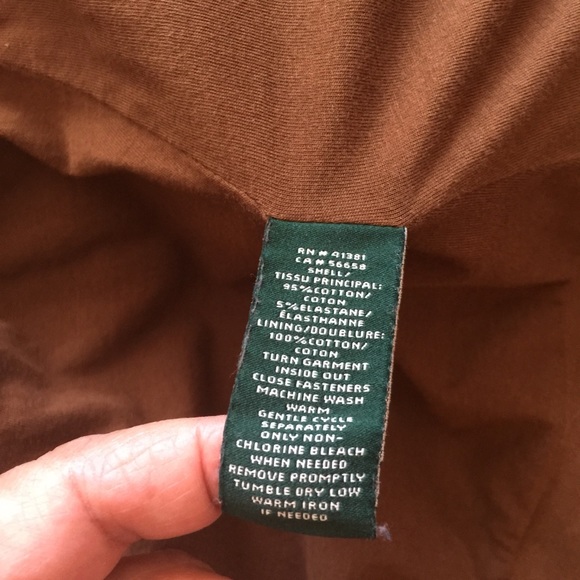 RN # 41381
CA # 56658
SHELL/
TISSU PRINCIPAL:
95%COTTON/
COTON
5%ELASTANE/
ÉLASTHANNE
LINING/DOUBLURE:
100%COTTON/
COTON
TURN GARMENT
INSIDE OUT
CLOSE FASTENERS
MACHINE WASH
WARM
GENTLE CYCLE
SEPARATELY
ONLY NON-
CHLORINE BLEACH
WHEN NEEDED
REMOVE PROMPTLY
TUMBLE DRY LOW
WARM IRON
IF NEEDED